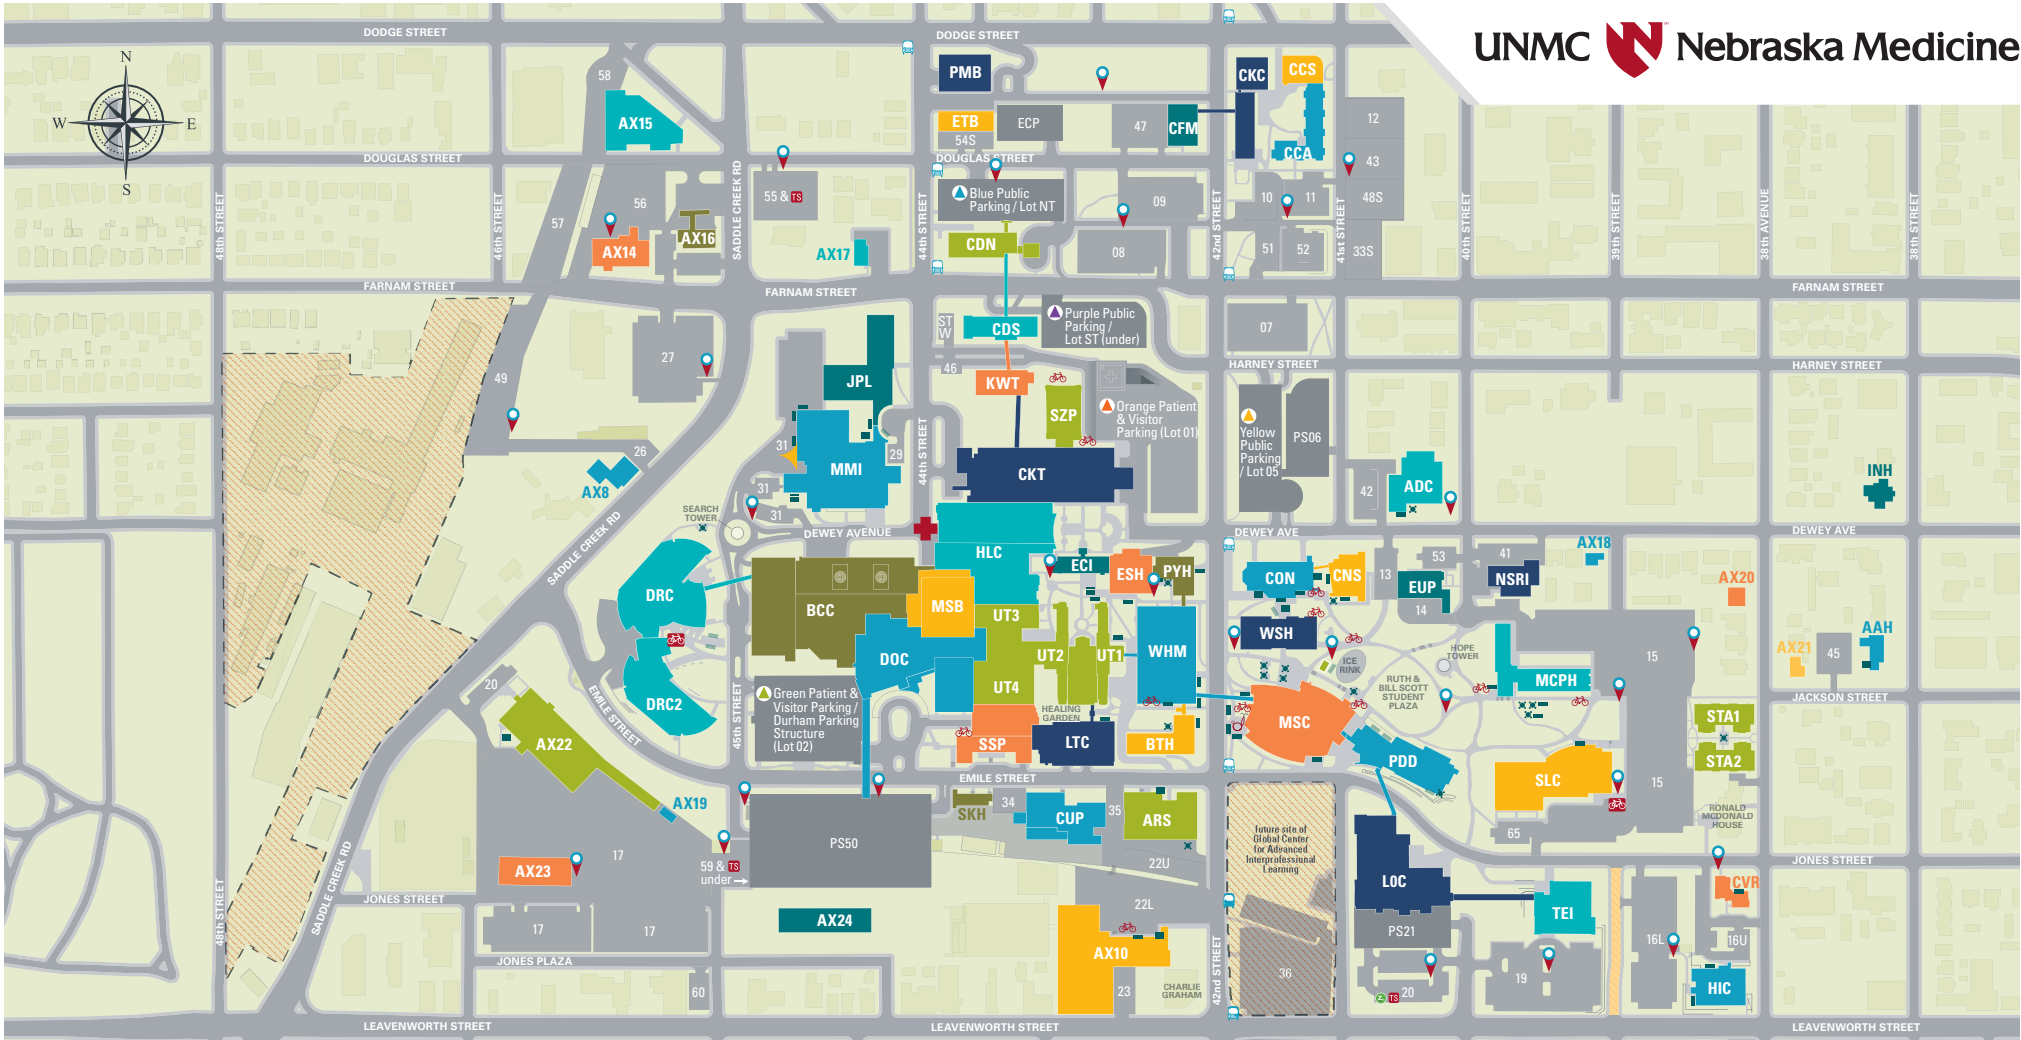 UNMC Nebraska Medicine
DODGE STREET
DODGE STREET
N
W E
S
58
PMB
CKC
CCS
AX15
ETB
54S
ECP
47
CFM
12
CCA
43
DOUGLAS STREET
DOUGLAS STREET
48th STREET
46th STREET
SADDLE CREEK RD
44th STREET
42nd STREET
41st STREET
40th STREET
39th STREET
38th AVENUE
38th STREET
57
56
AX14
AX16
55 & TS
AX17
Blue Public
Parking / Lot NT
09
10
11
48S
CDN
08
51
52
33S
FARNAM STREET
FARNAM STREET
FARNAM STREET
ST
W
CDS
Purple Public
Parking /
Lot ST (under)
07
27
HARNEY STREET
HARNEY STREET
49
JPL
46
KWT
SZP
Orange Patient
& Visitor
Parking (Lot 01)
Yellow
Public
Parking
/ Lot 05
PS06
44th STREET
26
AX8
31
MMI
29
CKT
31
31
42
ADC
INH
SEARCH
TOWER
DEWEY AVENUE
DEWEY AVE
DEWEY AVE
SADDLE CREEK RD
HLC
ECI
ESH
PYH
CON
CNS
13
53
41
EUP
NSRI
AX18
AX20
DRC
BCC
MSB
UT3
14
WSH
DOC
UT2
UT1
WHM
ICE
RINK
HOPE
TOWER
15
AX21
45
AAH
UT4
20
DRC2
EMILE STREET
45th STREET
Green Patient &
Visitor Parking /
Durham Parking
Structure
(Lot 02)
HEALING
GARDEN
RUTH &
BILL SCOTT
STUDENT
PLAZA
MCPH
JACKSON STREET
AX22
SSP
LTC
BTH
MSC
PDD
STA1
STA2
SLC
15
EMILE STREET
AX19
SKH
34
CUP
35
ARS
RONALD
MCDONALD
HOUSE
PS50
future site of
Global Center
for Advanced
Interprofessional
Learning
65
17
AX23
59 & TS
under
22U
JONES STREET
L0C
CVR
JONES STREET
SADDLE CREEK RD
48th STREET
AX24
22L
TEI
17
17
PS21
16L
16U
JONES PLAZA
AX10
36
19
60
23
CHARLIE
GRAHAM
42nd STREET
TS 20
HIC
LEAVENWORTH STREET
LEAVENWORTH STREET
LEAVENWORTH STREET